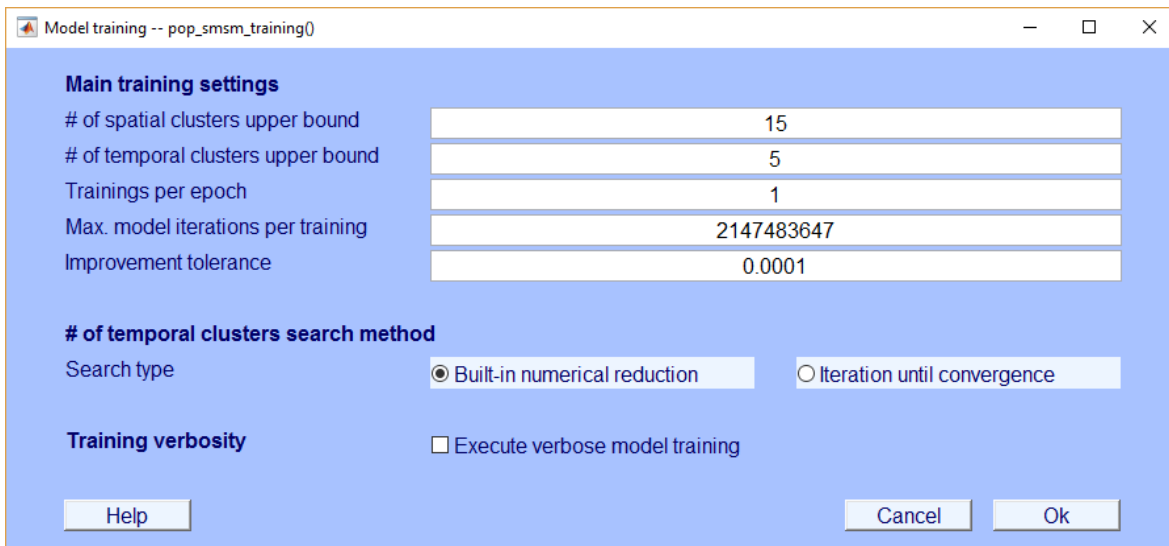 Model training -- pop_smsm_training()
Main training settings
# of spatial clusters upper bound 15
# of temporal clusters upper bound 5
Trainings per epoch 1
Max. model iterations per training 2147483647
Improvement tolerance 0.0001
# of temporal clusters search method
Search type Built-in numerical reduction Iteration until convergence
Training verbosity Execute verbose model training
Help Cancel Ok